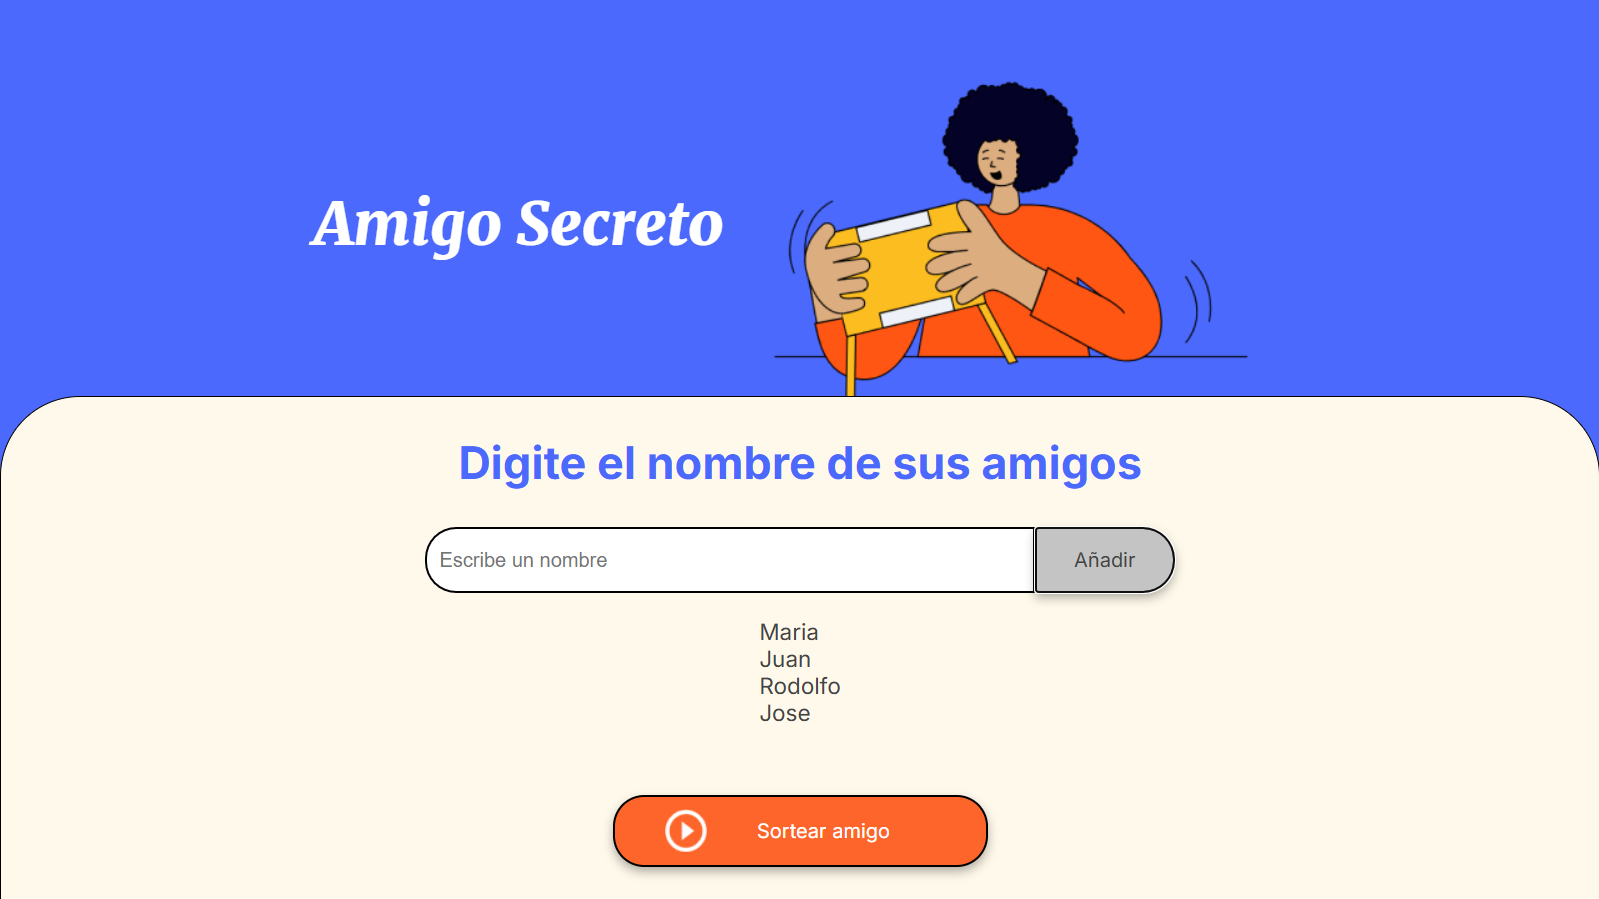 Amigo Secreto
Digite el nombre de sus amigos
Escribe un nombre
Añadir
Maria
Juan
Rodolfo
Jose
Sortear amigo